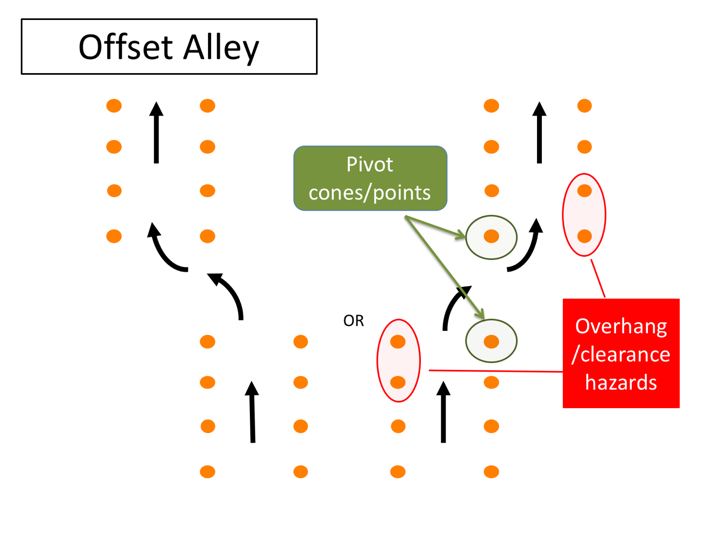 Offset Alley
Pivot
cones/points
OR
Overhang
/clearance
hazards